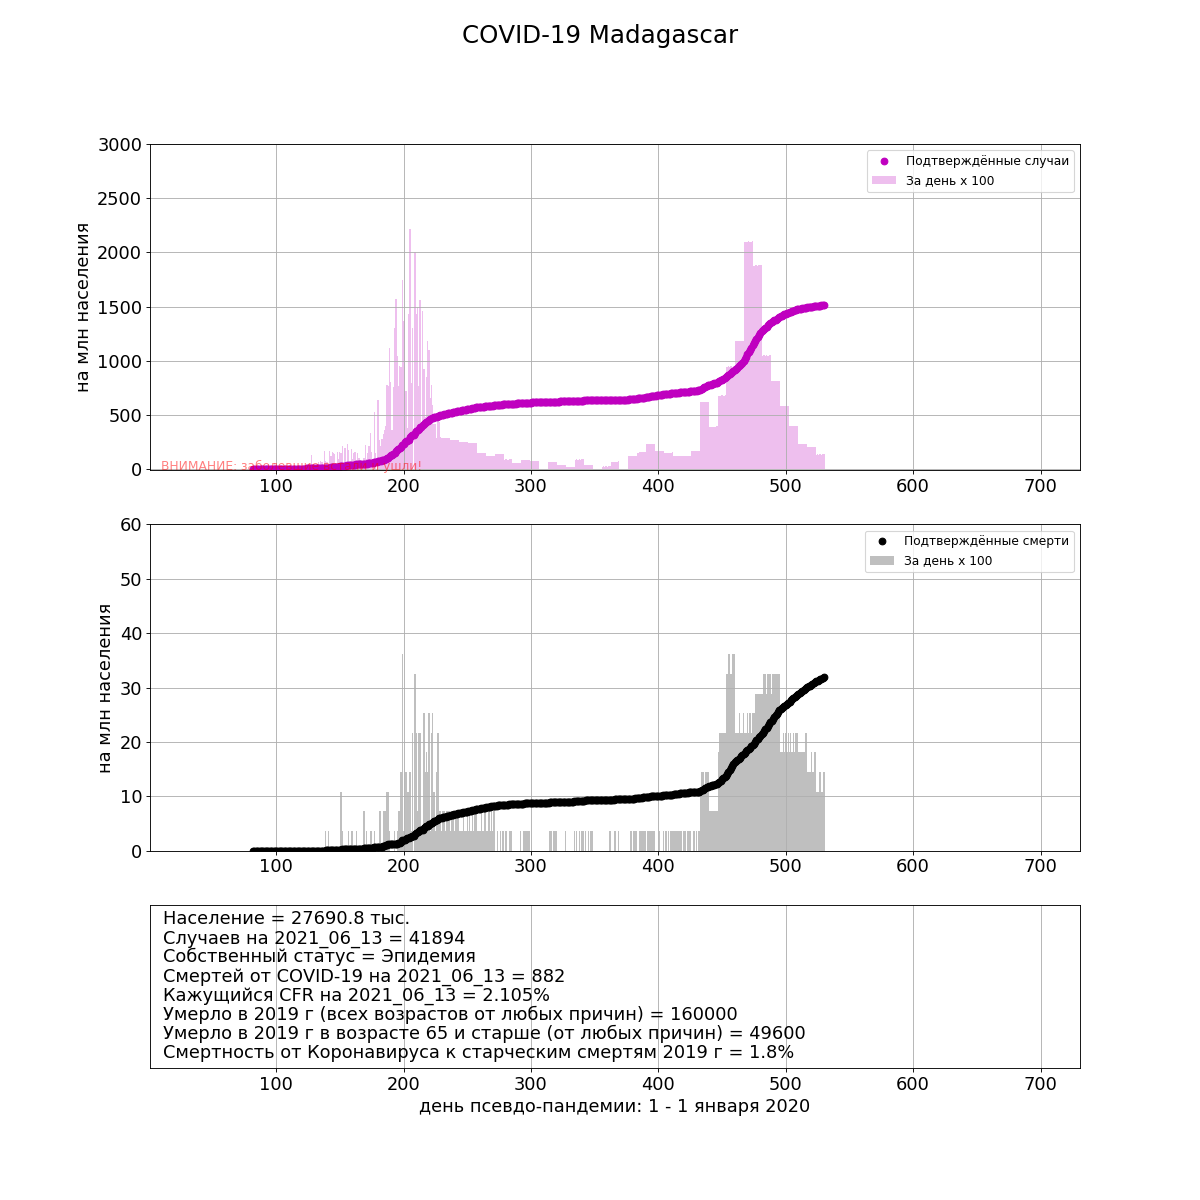 COVID-19 Madagascar
3000
2500
2000
1500
1000
500
0
на млн населения
Подтверждённые случаи
За день x 100
ВНИМАНИЕ: ушли!
100 200 300 400 500 600 700
60
50
40
30
20
10
0
на млн населения
Подтверждённые смерти
За день x 100
100 200 300 400 500 600 700
Население = 27690.8 тыс.
Случаев на 2021_06_13 = 41894
Собственный статус = Эпидемия
Смертей от COVID-19 на 2021_06_13 = 882
Кажущийся CFR на 2021_06_13 = 2.105%
Умерло в 2019 г (всех возрастов от любых причин) = 160000
Умерло в 2019 г в возрасте 65 и старше (от любых причин) = 49600
Смертность от Коронавируса к старческим смертям 2019 г = 1.8%
100 200 300 400 500 600 700
день псевдо-пандемии: 1 - 1 января 2020